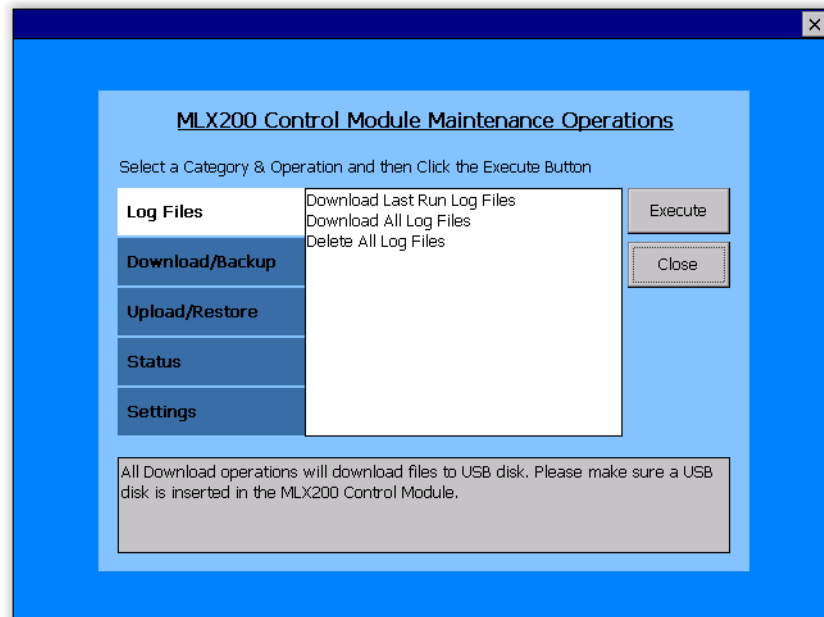 MLX200 Control Module Maintenance Operations
Select a Category & Operation and then Click the Execute Button
Log Files
Download/Backup
Upload/Restore
Status
Settings
Download Last Run Log Files
Download All Log Files
Delete All Log Files
Execute
Close
All Download operations will download files to USB disk. Please make sure a USB
disk is inserted in the MLX200 Control Module.